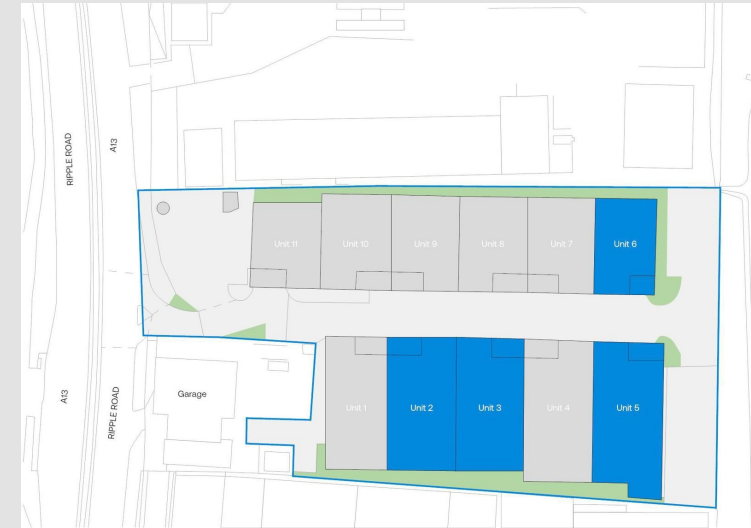 RIPPLE ROAD
A13
Unit 11
Unit 10
Unit 9
Unit 8
Unit 7
Unit 6
Garage
A13
RIPPLE ROAD
Unit 1
Unit 2
Unit 3
Unit 4
Unit 5